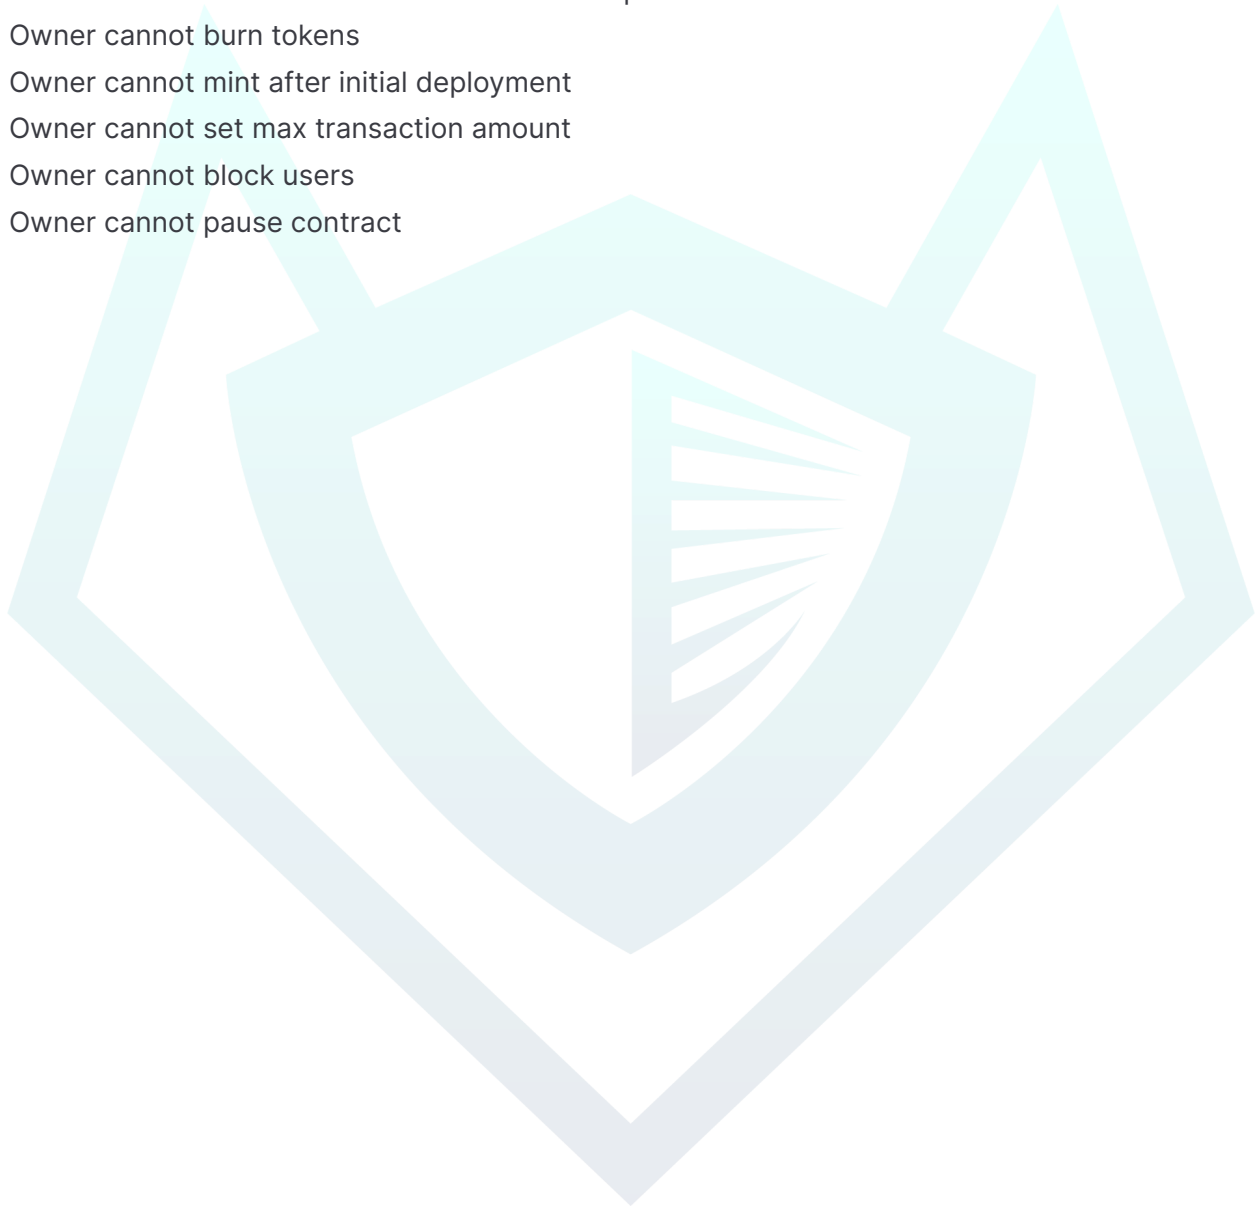 Owner cannot burn tokens
Owner cannot mint after initial deployment
Owner cannot set max transaction amount
Owner cannot block users
Owner cannot pause contract